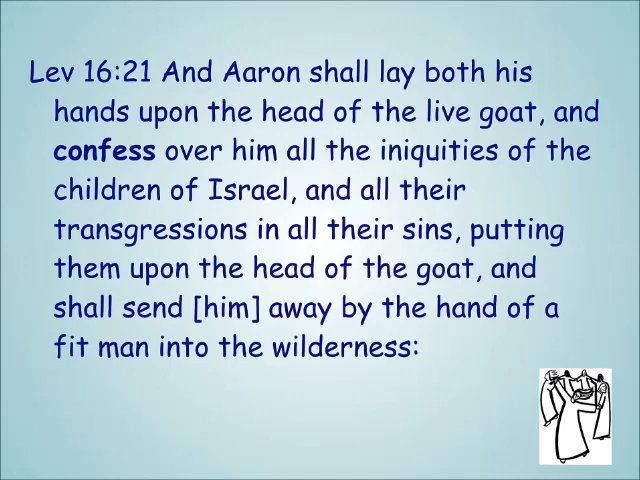 Lev 16:21 And Aaron shall lay both his
hands upon the head of the live goat, and
confess over him all the iniquities of the
children of Israel, and all their
transgressions in all their sins, putting
them upon the head of the goat, and
shall send [him] away by the hand of a
fit man into the wilderness: